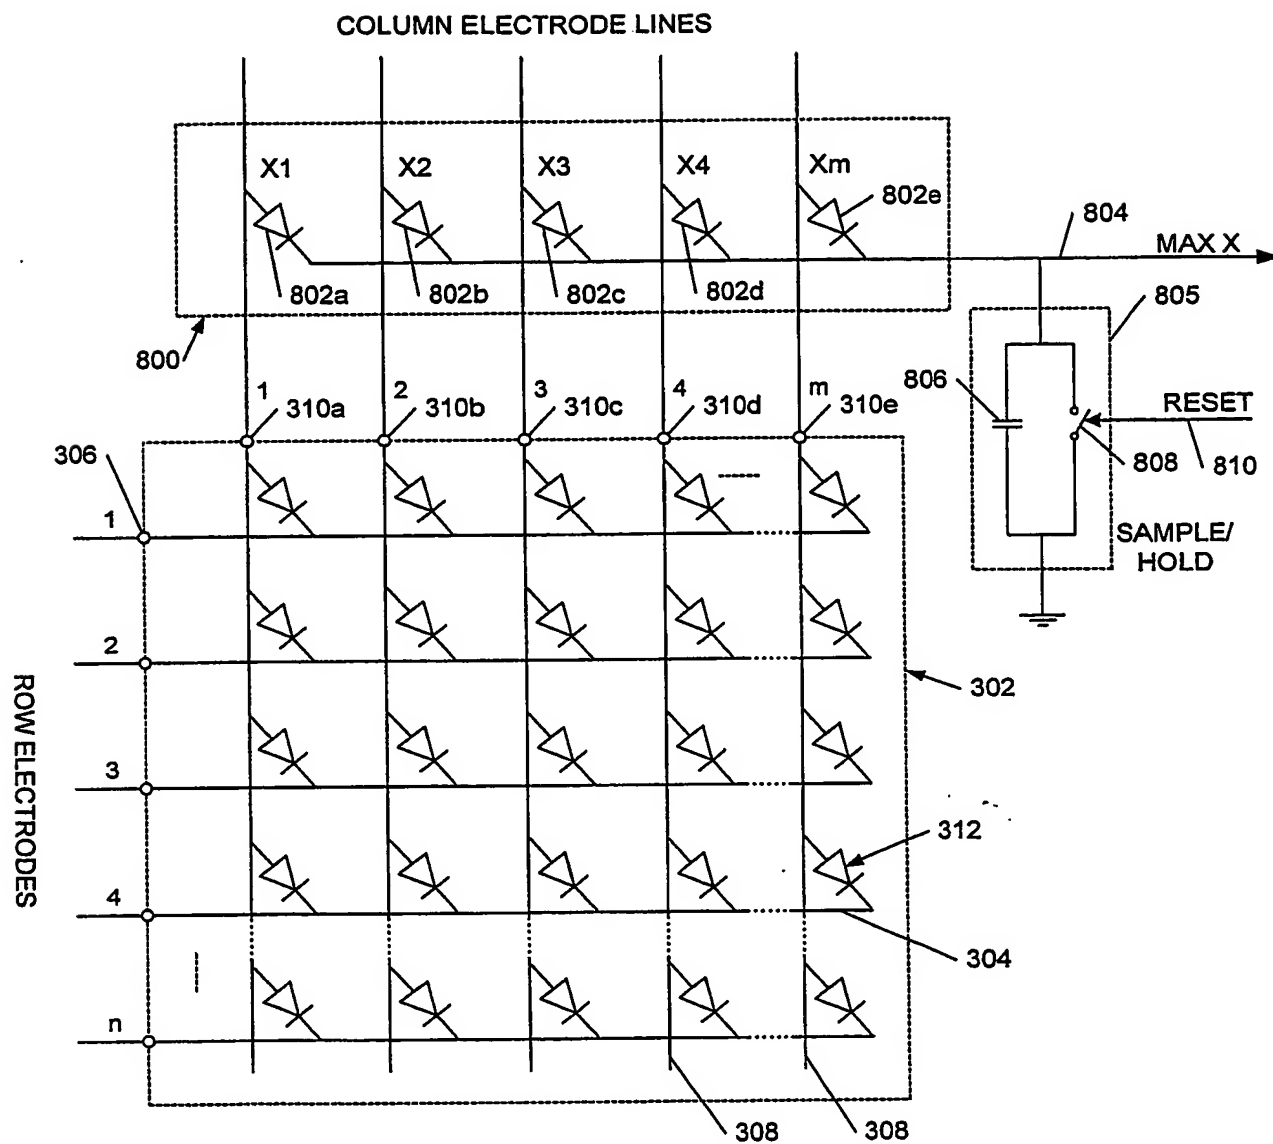 COLUMN ELECTRODE LINES
X1 X2 X3 X4 Xm
802e
804
MAX X
802a 802b 802c 802d
805
800
806
1 2 3 4 m
310a 310b 310c 310d 310e
RESET
808 810
306
1
SAMPLE/
HOLD
2
302
ROW ELECTRODES
3
312
4
304
n
308 308